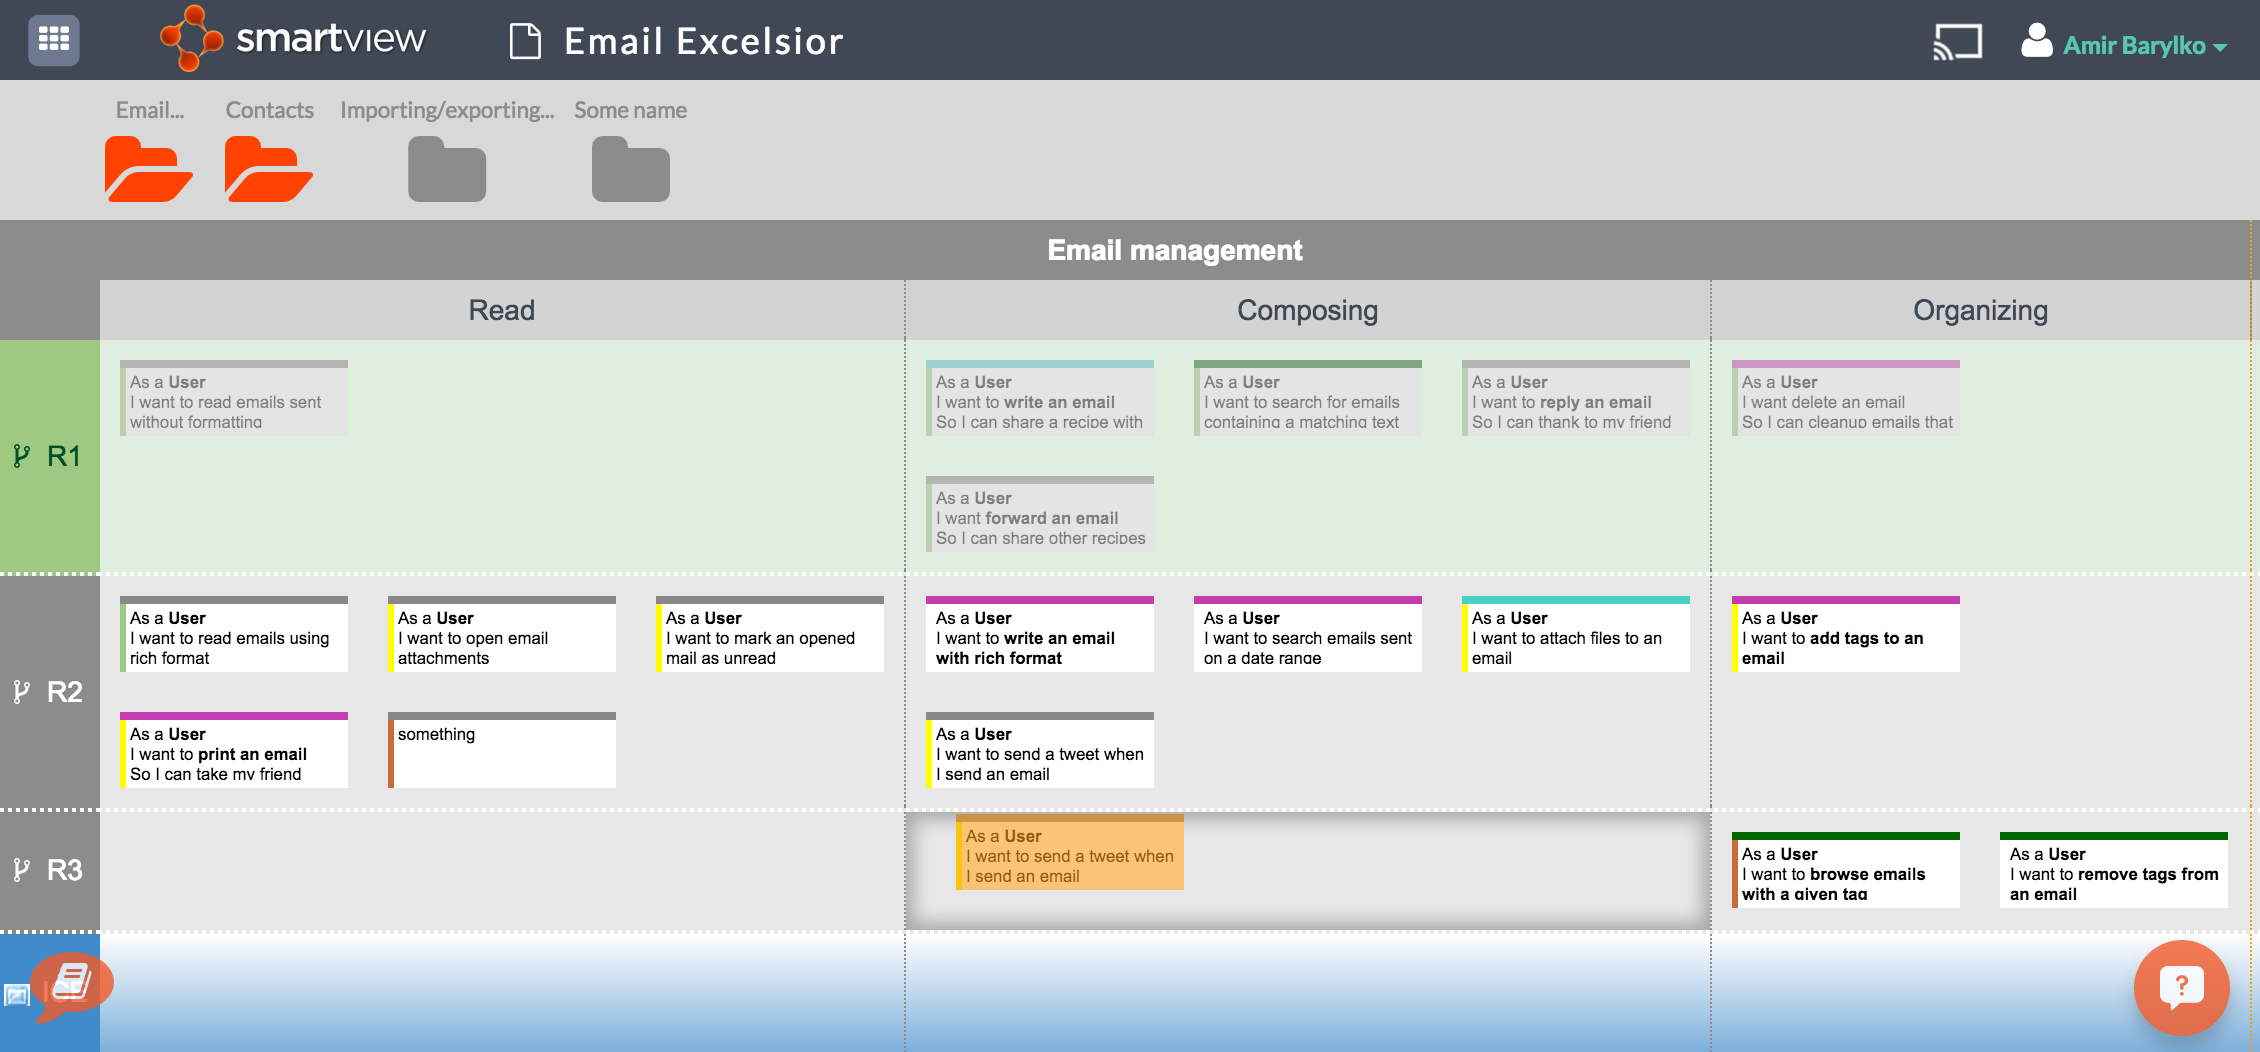 smartview
Email Excelsior
Amir Barylko
Email...
Contacts
Importing/exporting...
Some name
Email management
Read
Composing
Organizing
R1
As a User
I want to read emails sent
without formatting
As a User
I want to write an email
So I can share a recipe with
As a User
I want to search for emails
containing a matching text
As a User
I want to reply an email
So I can thank to my friend
As a User
I want delete an email
So I can cleanup emails that
As a User
I want forward an email
So I can share other recipes
R2
As a User
I want to read emails using
rich format
As a User
I want to open email
attachments
As a User
I want to mark an opened
mail as unread
As a User
I want to write an email
with rich format
As a User
I want to search emails sent
on a date range
As a User
I want to attach files to an
email
As a User
I want to add tags to an
email
As a User
I want to print an email
So I can take my friend
something
As a User
I want to send a tweet when
I send an email
R3
As a User
I want to send a tweet when
I send an email
As a User
I want to browse emails
with a given tag
As a User
I want to remove tags from
an email
ICE
?